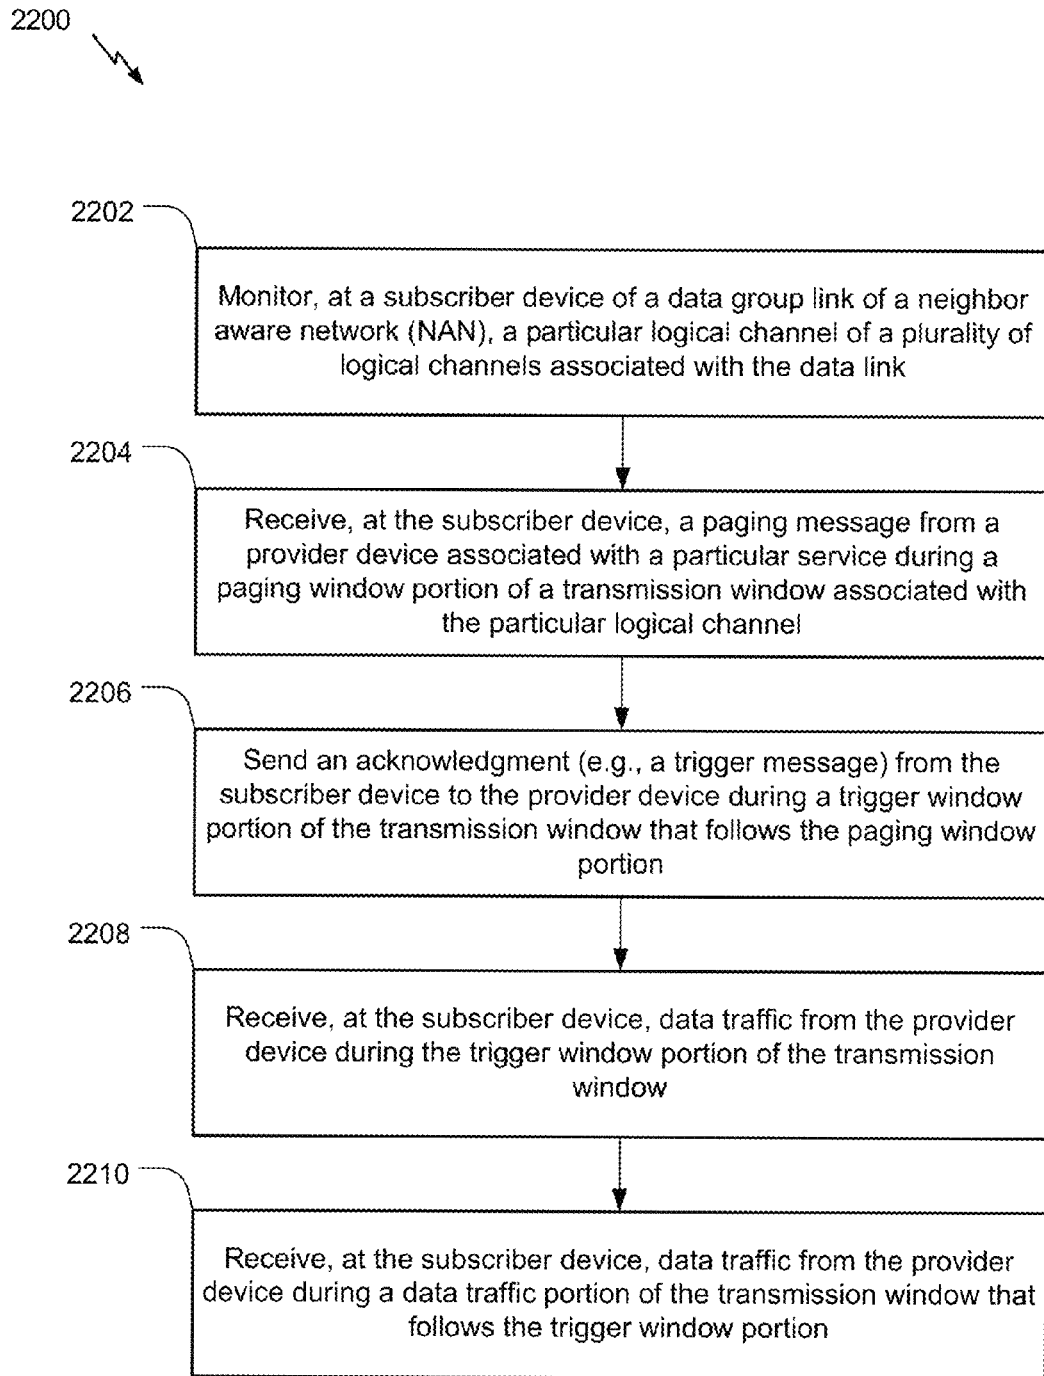 2200
2202
Monitor, at a subscriber device of a data group link of a neighbor
aware network (NAN), a particular logical channel of a plurality of
logical channels associated with the data link
2204
Receive, at the subscriber device, a paging message from a
provider device associated with a particular service during a
paging window portion of a transmission window associated with
the particular logical channel
2206
Send an acknowledgment (e.g., a trigger message) from the
subscriber device to the provider device during a trigger window
portion of the transmission window that follows the paging window
portion
2208
Receive, at the subscriber device, data traffic from the provider
device during the trigger window portion of the transmission
window
2210
Receive, at the subscriber device, data traffic from the provider
device during a data traffic portion of the transmission window that
follows the trigger window portion